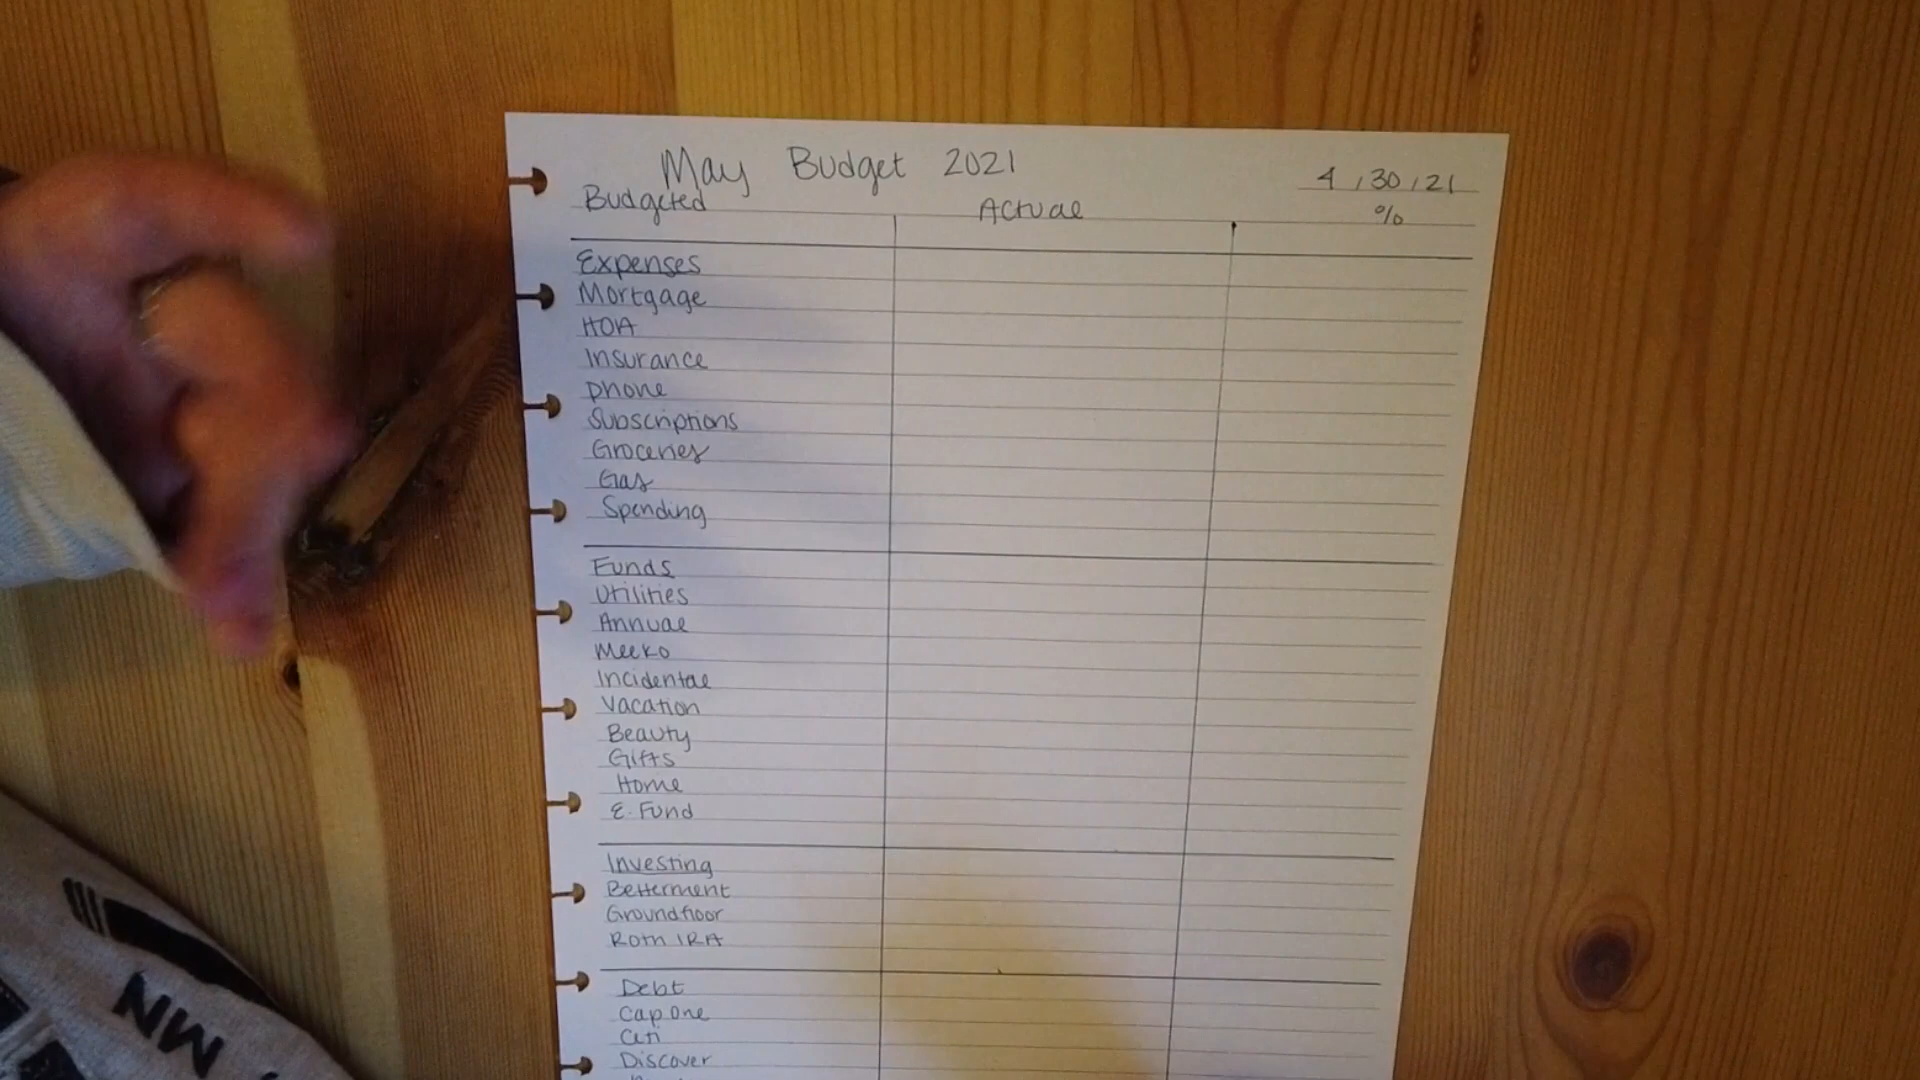 May Budget 2021
4/30/21
Budgeted Actual %
Expenses
Mortgage
HOA
Insurance
phone
Subscriptions
Groceries
Gas
Spending
Funds
Utilities
Annual
Meeko
Incidental
Vacation
Beauty
Gifts
Home
E. Fund
Investing
Betterment
Groundfloor
Roth IRA
Debt
Cap One
Citi
Discover
MN